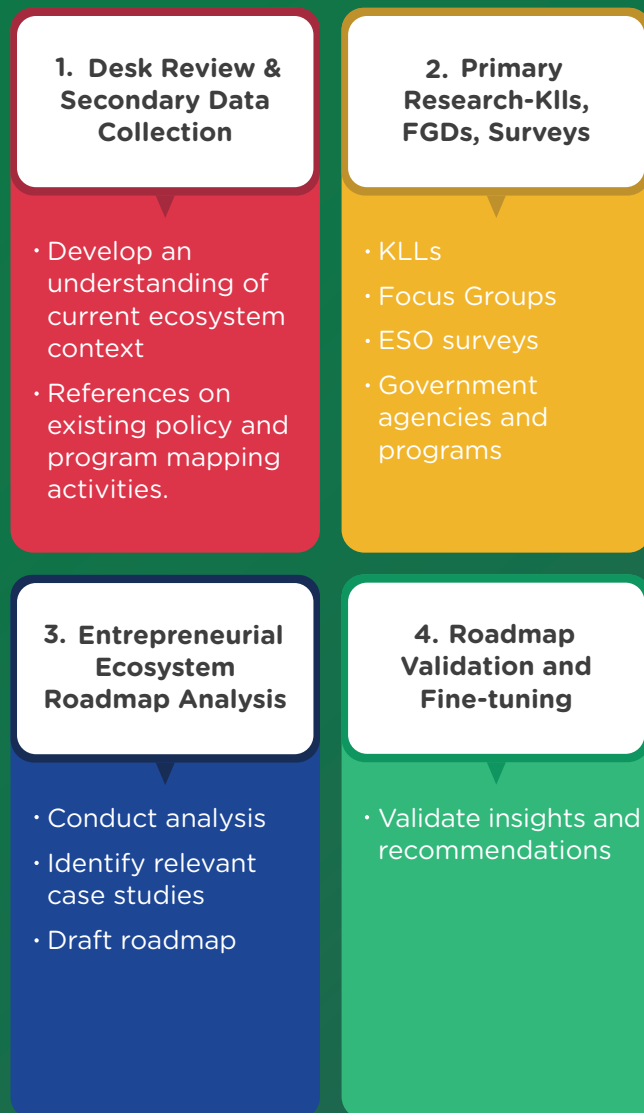 1. Desk Review &
Secondary Data
Collection
· Develop an
understanding of
current ecosystem
context
· References on
existing policy and
program mapping
activities.
2. Primary
Research-KIIs,
FGDs, Surveys
· KLLs
· Focus Groups
· ESO surveys
· Government
agencies and
programs
3. Entrepreneurial
Ecosystem
Roadmap Analysis
· Conduct analysis
· Identify relevant
case studies
· Draft roadmap
4. Roadmap
Validation and
Fine-tuning
· Validate insights and
recommendations